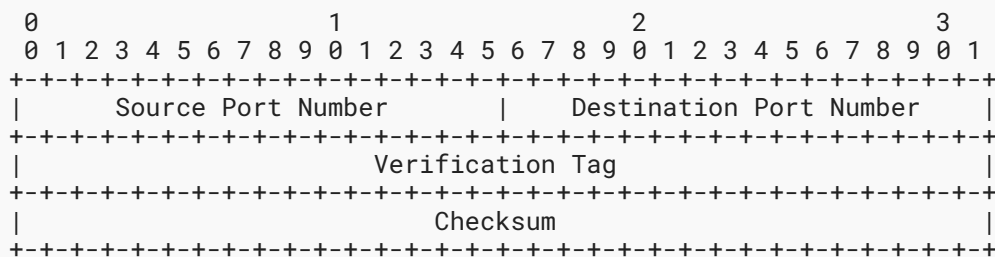 0                   1                   2                   3
 0 1 2 3 4 5 6 7 8 9 0 1 2 3 4 5 6 7 8 9 0 1 2 3 4 5 6 7 8 9 0 1
+-+-+-+-+-+-+-+-+-+-+-+-+-+-+-+-+-+-+-+-+-+-+-+-+-+-+-+-+-+-+-+-+
|      Source Port Number       |    Destination Port Number    |
+-+-+-+-+-+-+-+-+-+-+-+-+-+-+-+-+-+-+-+-+-+-+-+-+-+-+-+-+-+-+-+-+
|                       Verification Tag                        |
+-+-+-+-+-+-+-+-+-+-+-+-+-+-+-+-+-+-+-+-+-+-+-+-+-+-+-+-+-+-+-+-+
|                           Checksum                            |
+-+-+-+-+-+-+-+-+-+-+-+-+-+-+-+-+-+-+-+-+-+-+-+-+-+-+-+-+-+-+-+-+